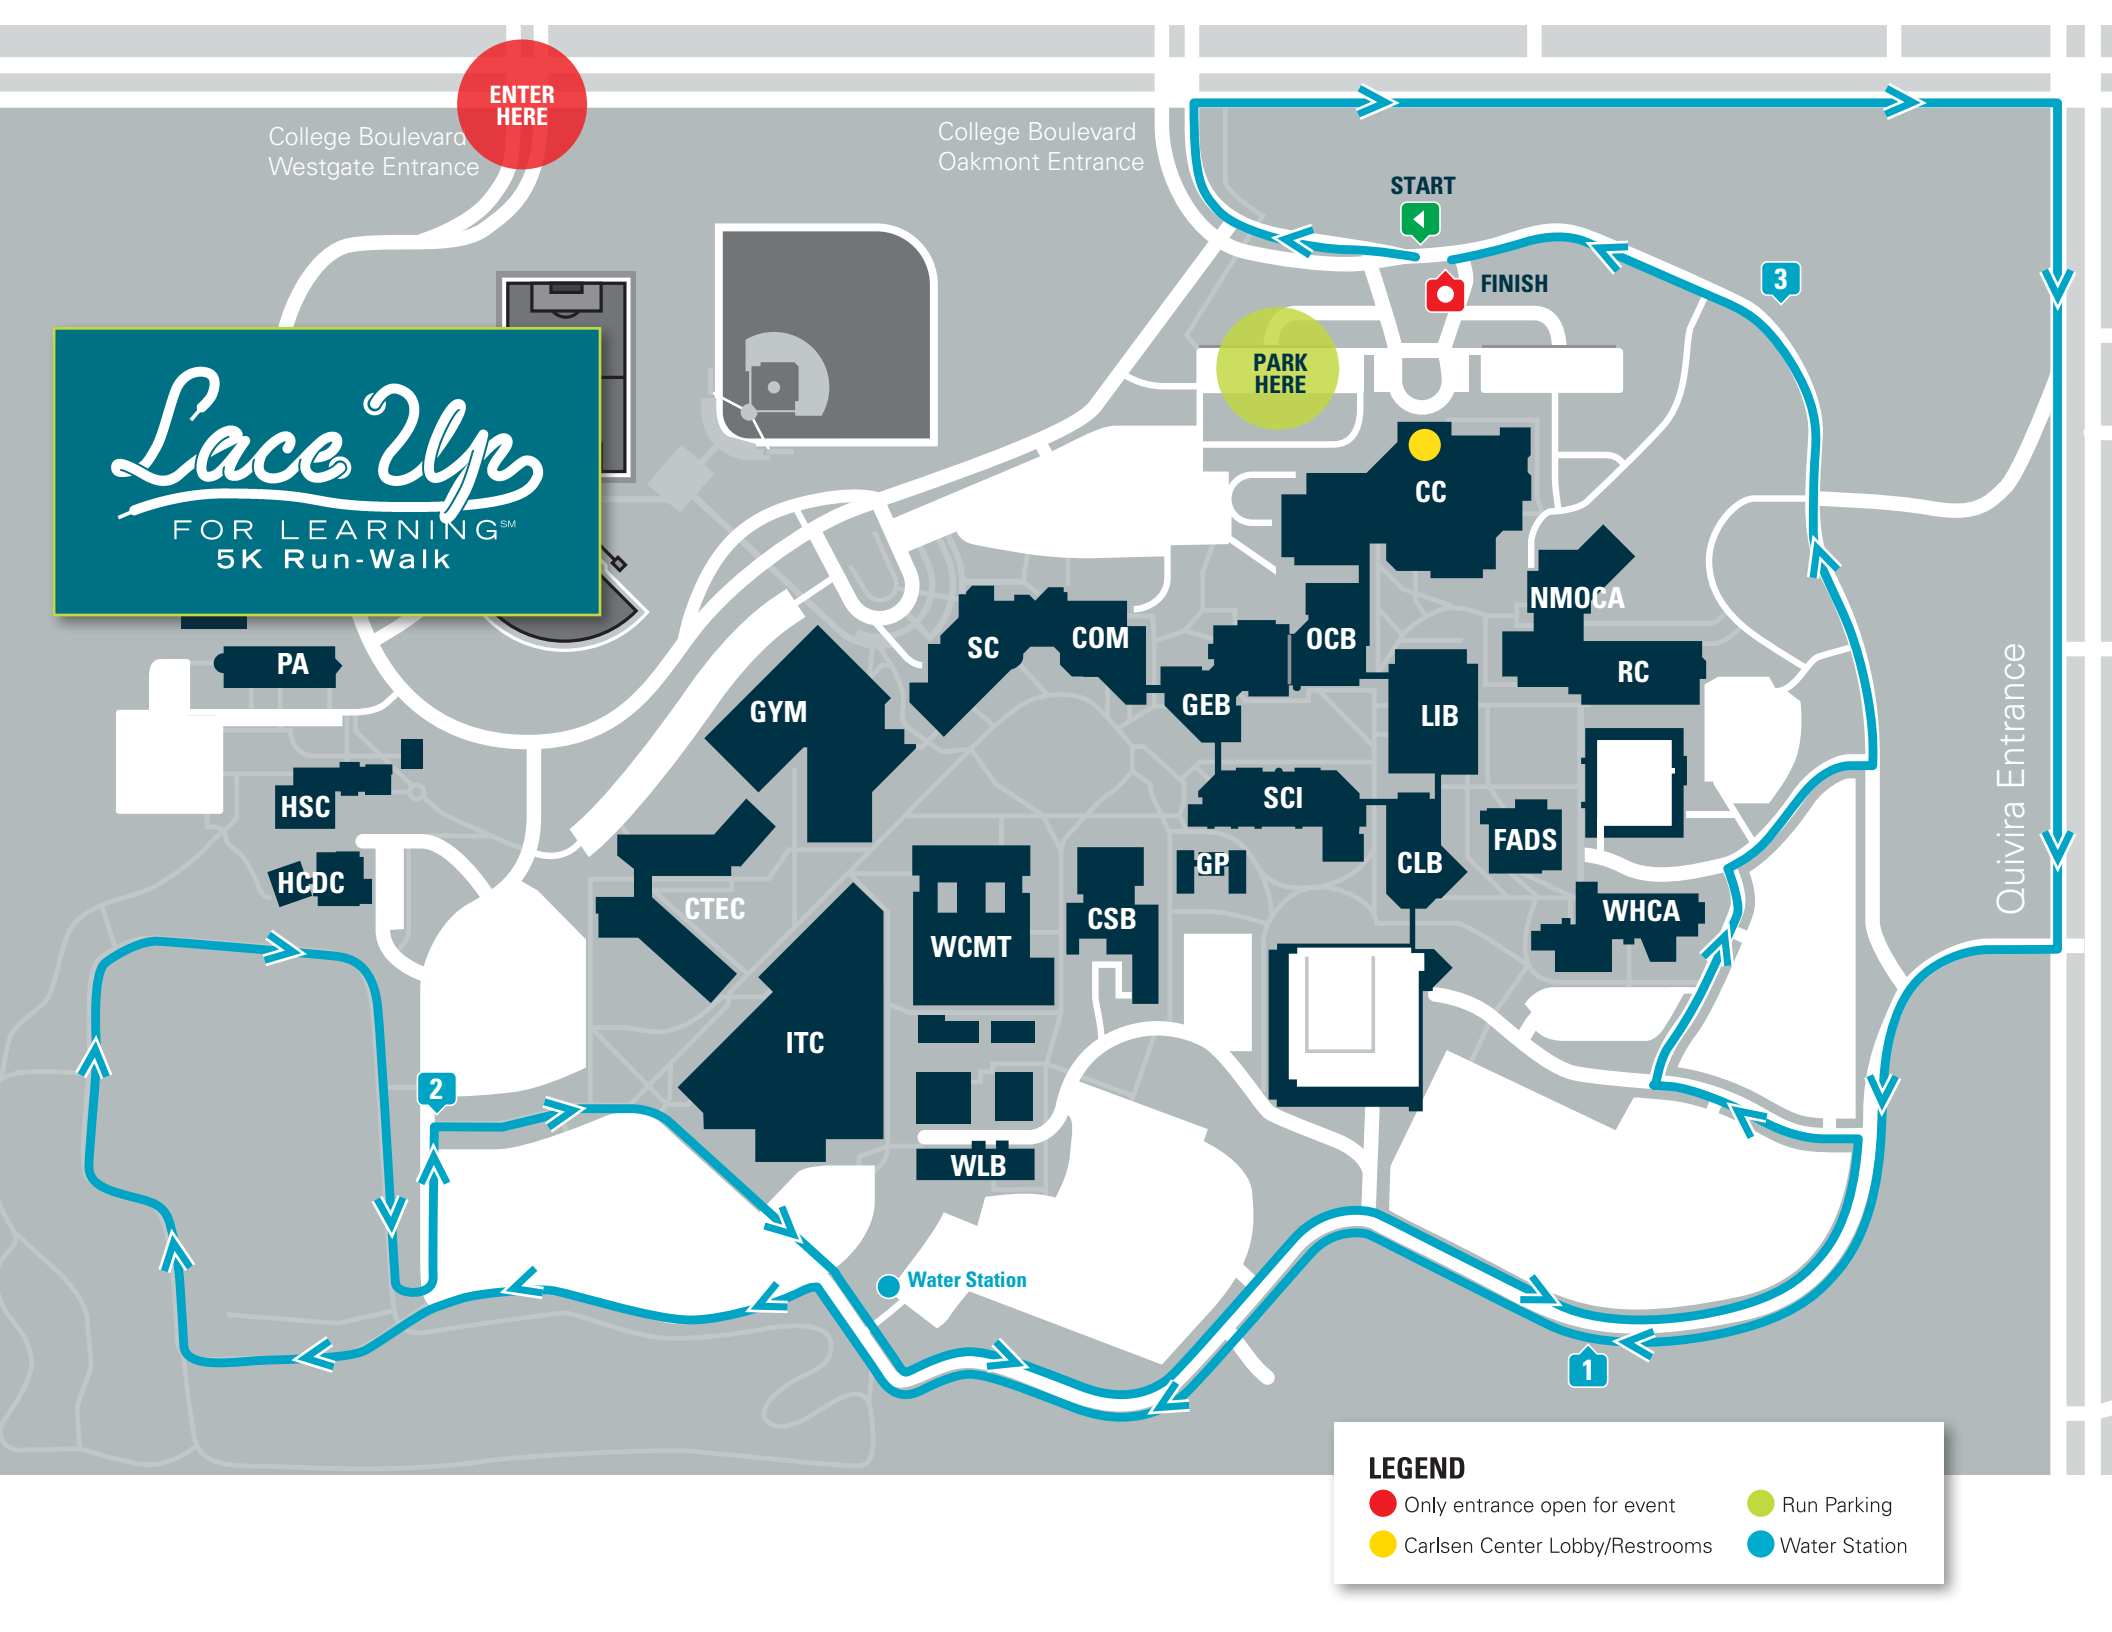 ENTER
HERE
College Boulevard
Westgate Entrance
College Boulevard
Oakmont Entrance
START
FINISH
3
PARK
HERE
Lace Up
FOR LEARNING℠
5K Run-Walk
CC
NMOCA
OCB
COM
SC
PA
RC
GEB
LIB
GYM
Quivira Entrance
SCI
HSC
FADS
GP
CLB
HCDC
CTEC
WHCA
CSB
WCMT
ITC
2
WLB
Water Station
1
LEGEND
Only entrance open for event
Run Parking
Carlsen Center Lobby/Restrooms
Water Station